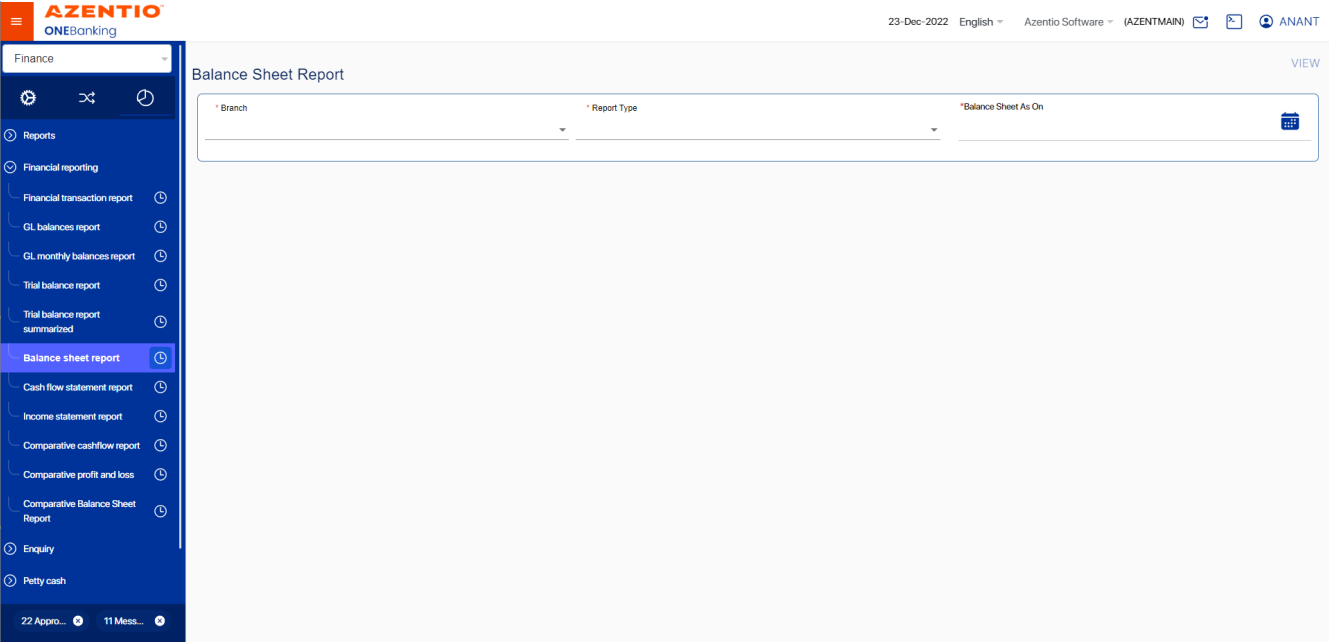 AZENTIO
ONEBanking
23-Dec-2022 English Azentio Software (AZENTMAIN) ANANT
Finance
VIEW
Balance Sheet Report
* Branch
* Report Type
*Balance Sheet As On
Reports
Financial reporting
Financial transaction report
GL balances report
GL monthly balances report
Trial balance report
Trial balance report
summarized
Balance sheet report
Cash flow statement report
Income statement report
Comparative cashflow report
Comparative profit and loss
Comparative Balance Sheet
Report
Enquiry
Petty cash
22 Appro... 11 Mess...